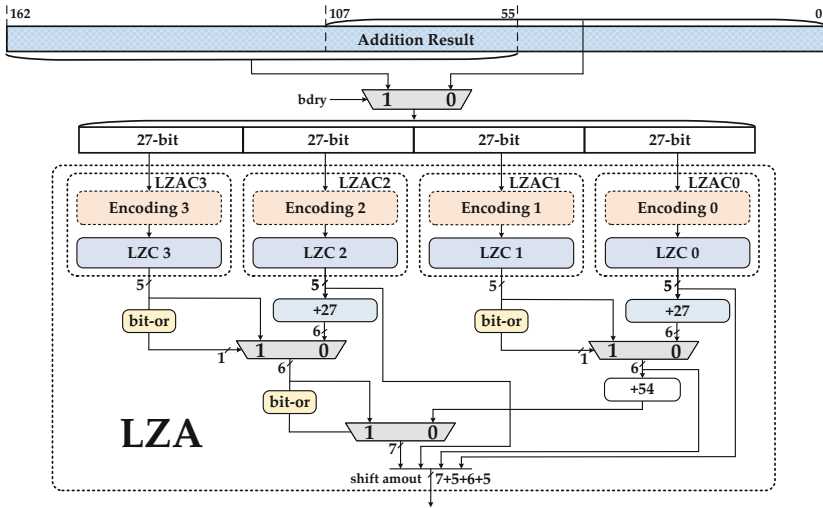 162 107 55 0
Addition Result
bdry 1 0
27-bit 27-bit 27-bit 27-bit
LZAC3 LZAC2 LZAC1 LZAC0
Encoding 3 Encoding 2 Encoding 1 Encoding 0
LZC 3 LZC 2 LZC 1 LZC 0
5 5 5 5
+27 +27
bit-or bit-or
6 6
1 0 1 0
1 1
6 6
+54
bit-or
LZA
1 0
7
shift amout 7+5+6+5